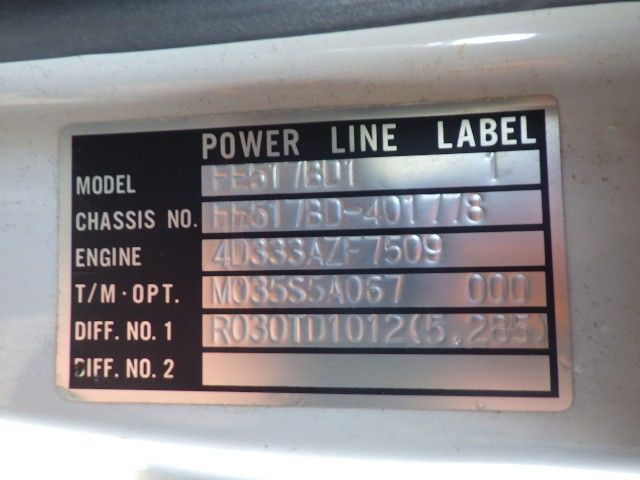 POWER LINE LABEL
MODEL FE517BD1 1
CHASSIS NO. FE517BD-401778
ENGINE 4D333AZF7509
T/M·OPT. M035S5A067 000
DIFF. NO. 1 R030TD1012(5.285)
DIFF. NO. 2